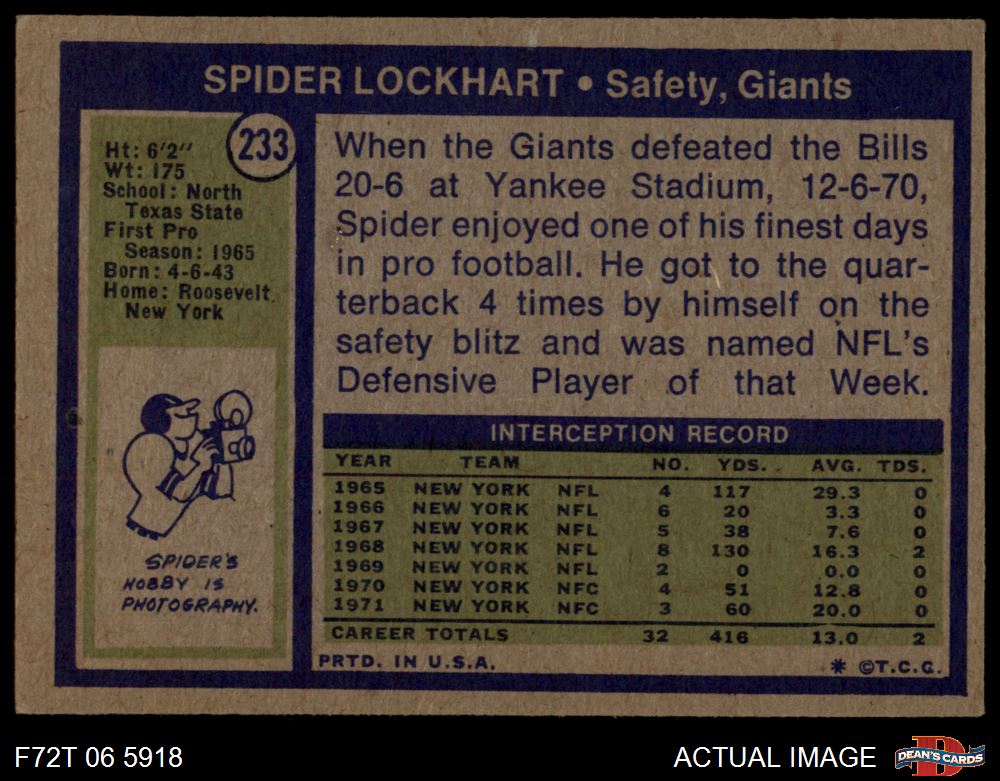 SPIDER LOCKHART • Safety, Giants
233
Ht: 6'2"
Wt: 175
School: North
Texas State
First Pro
Season: 1965
Born: 4-6-43
Home: Roosevelt,
New York
When the Giants defeated the Bills
20-6 at Yankee Stadium, 12-6-70,
Spider enjoyed one of his finest days
in pro football. He got to the quar-
terback 4 times by himself on the
safety blitz and was named NFL's
Defensive Player of that Week.
SPIDER'S
HOBBY IS
PHOTOGRAPHY.
INTERCEPTION RECORD
YEAR TEAM NO. YDS. AVG. TDS.
1965 NEW YORK NFL 4 117 29.3 0
1966 NEW YORK NFL 6 20 3.3 0
1967 NEW YORK NFL 5 38 7.6 0
1968 NEW YORK NFL 8 130 16.3 2
1969 NEW YORK NFL 2 0 0.0 0
1970 NEW YORK NFC 4 51 12.8 0
1971 NEW YORK NFC 3 60 20.0 0
CAREER TOTALS 32 416 13.0 2
PRTD. IN U.S.A. * ©T.C.G.
F72T 06 5918 ACTUAL IMAGE DEAN'S CARDS